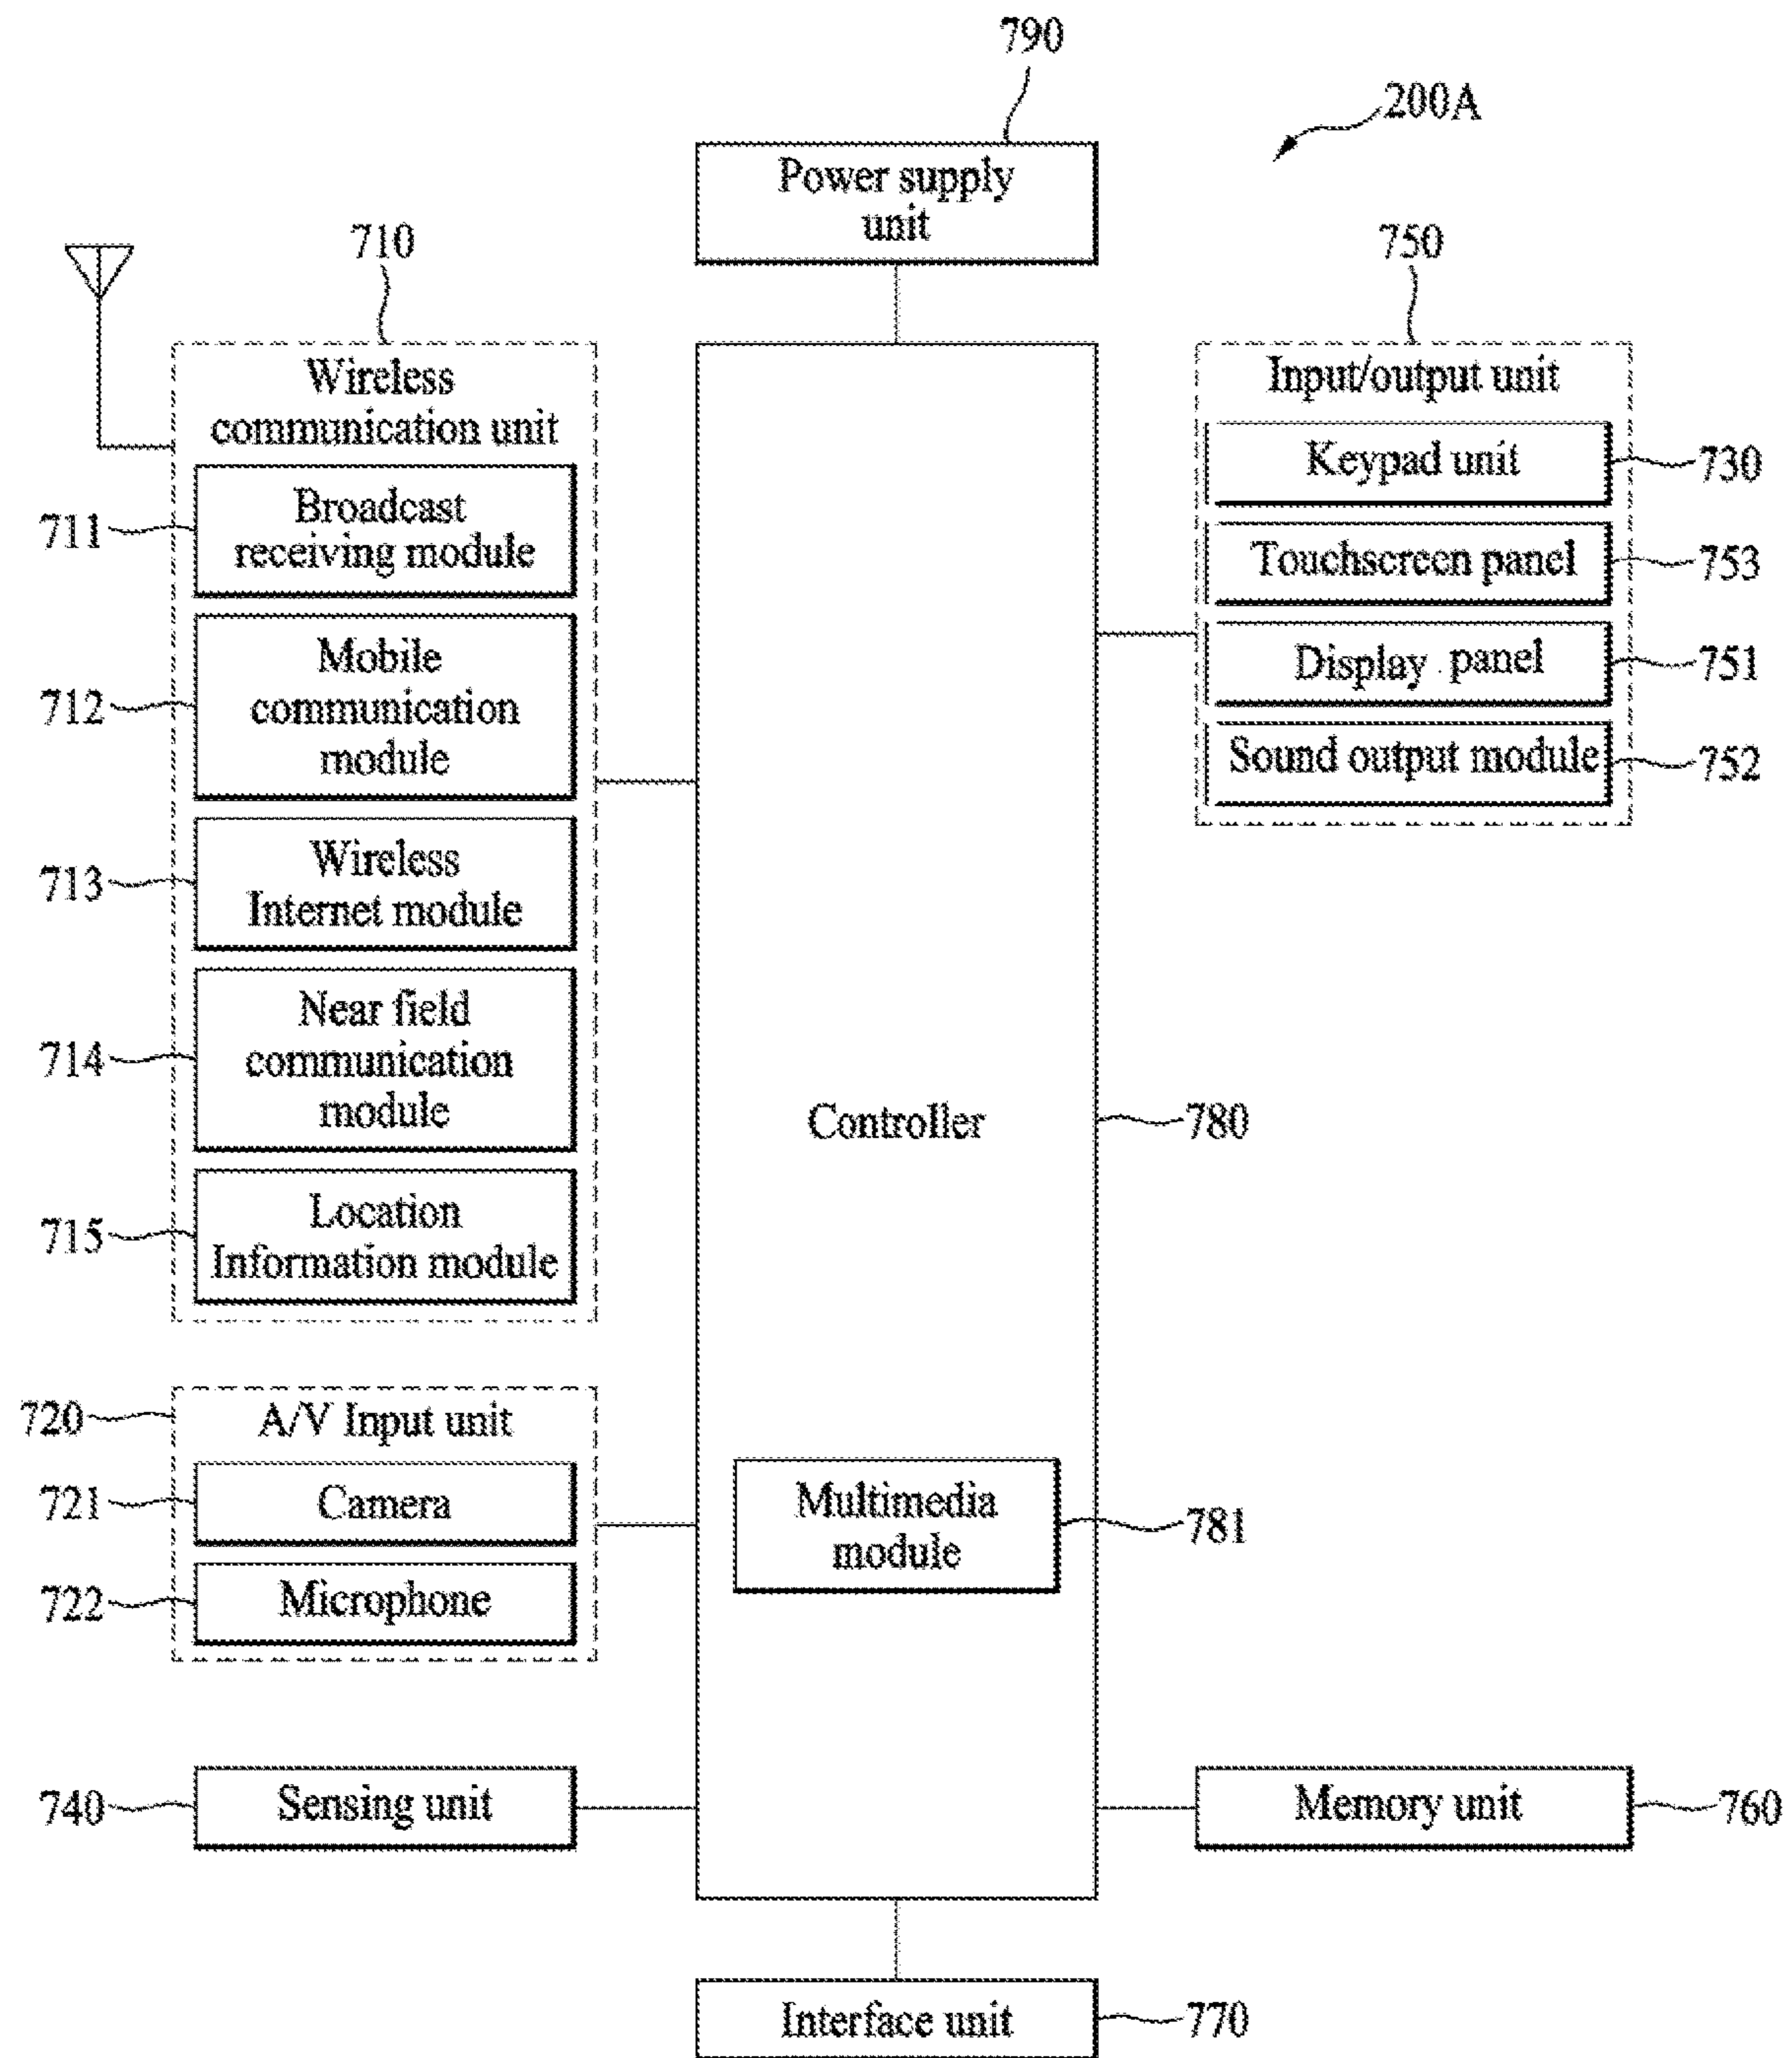 790
200A
Power supply
unit
710
Wireless
communication unit
711
Broadcast
receiving module
712
Mobile
communication
module
713
Wireless
Internet module
714
Near field
communication
module
715
Location
Information module
720
A/V Input unit
721
Camera
722
Microphone
740
Sensing unit
Controller
780
Multimedia
module
781
750
Input/output unit
Keypad unit
730
Touchscreen panel
753
Display panel
751
Sound output module
752
Memory unit
760
Interface unit
770